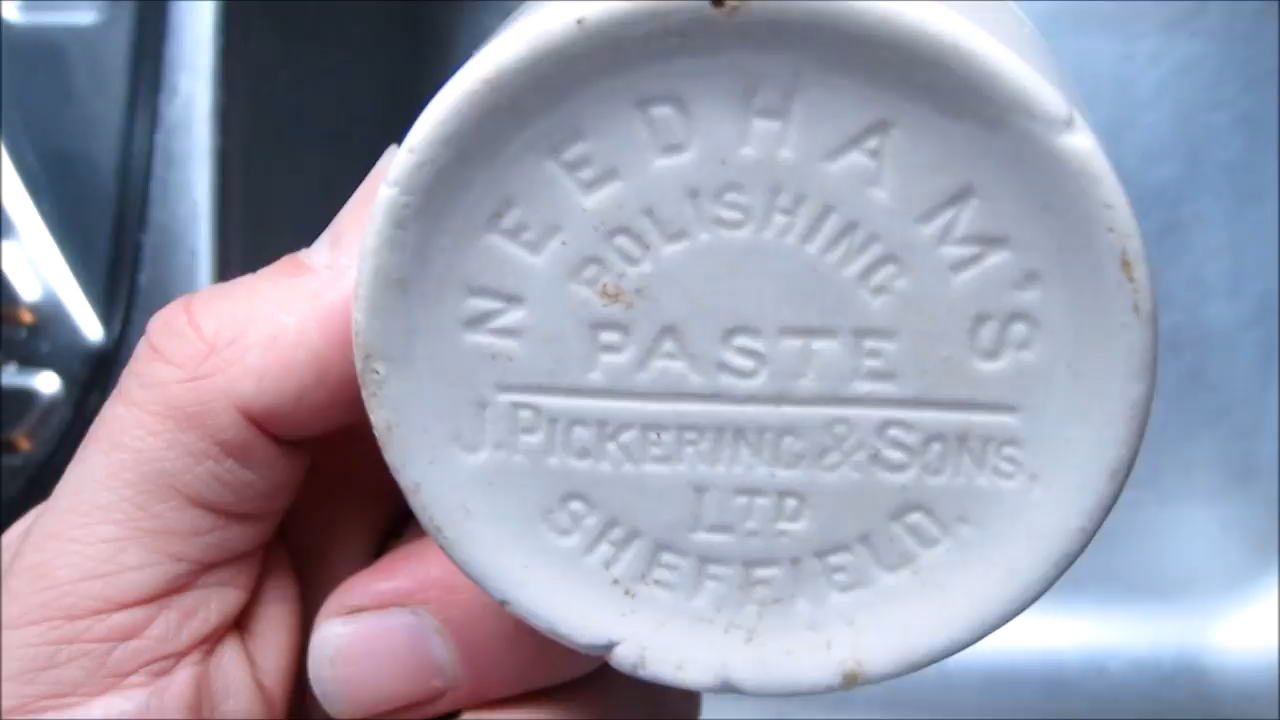 NEEDHAM'S
POLISHING
PASTE
J. PICKERING & SONS.
LTD
SHEFFIELD.